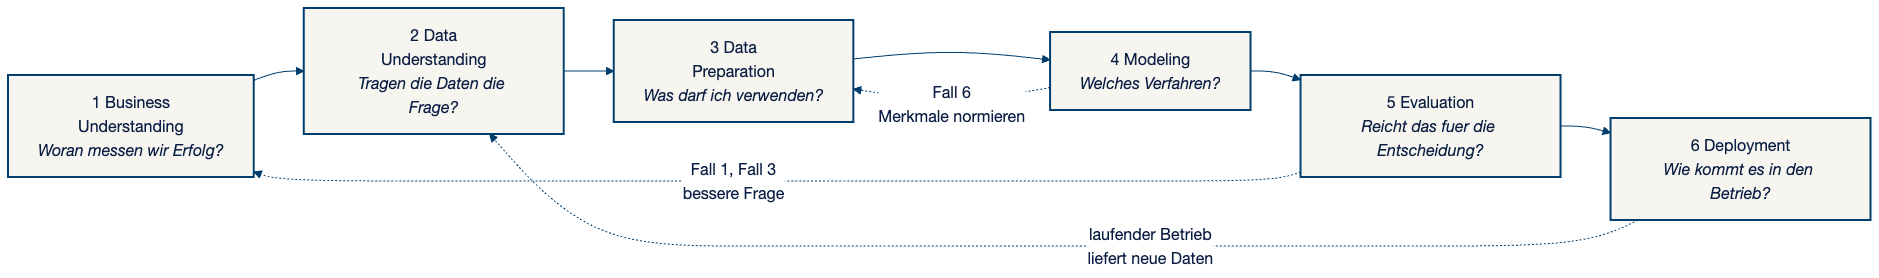 1 Business
Understanding
Woran messen wir Erfolg?
2 Data
Understanding
Tragen die Daten die
Frage?
3 Data
Preparation
Was darf ich verwenden?
4 Modeling
Welches Verfahren?
5 Evaluation
Reicht das fuer die
Entscheidung?
6 Deployment
Wie kommt es in den
Betrieb?
Fall 6
Merkmale normieren
Fall 1, Fall 3
bessere Frage
laufender Betrieb
liefert neue Daten